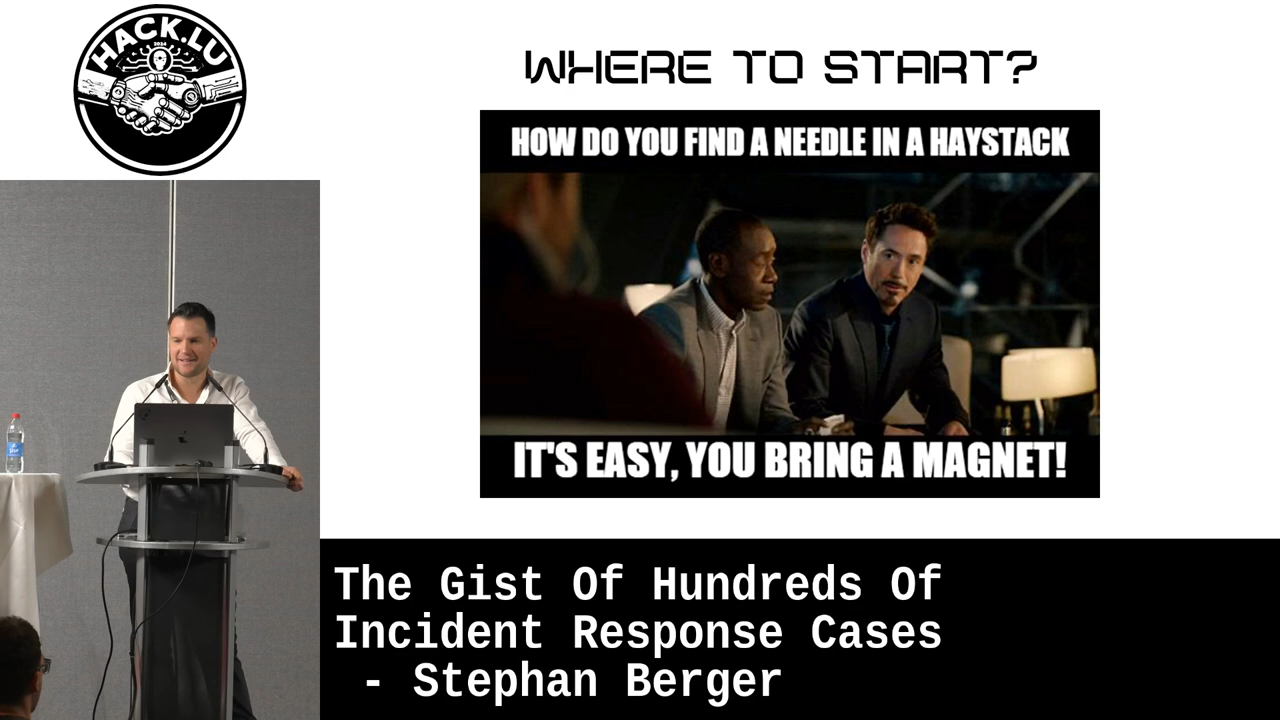 HACK.LU
2024
WHERE TO START?
HOW DO YOU FIND A NEEDLE IN A HAYSTACK
IT'S EASY, YOU BRING A MAGNET!
The Gist Of Hundreds Of
Incident Response Cases
- Stephan Berger